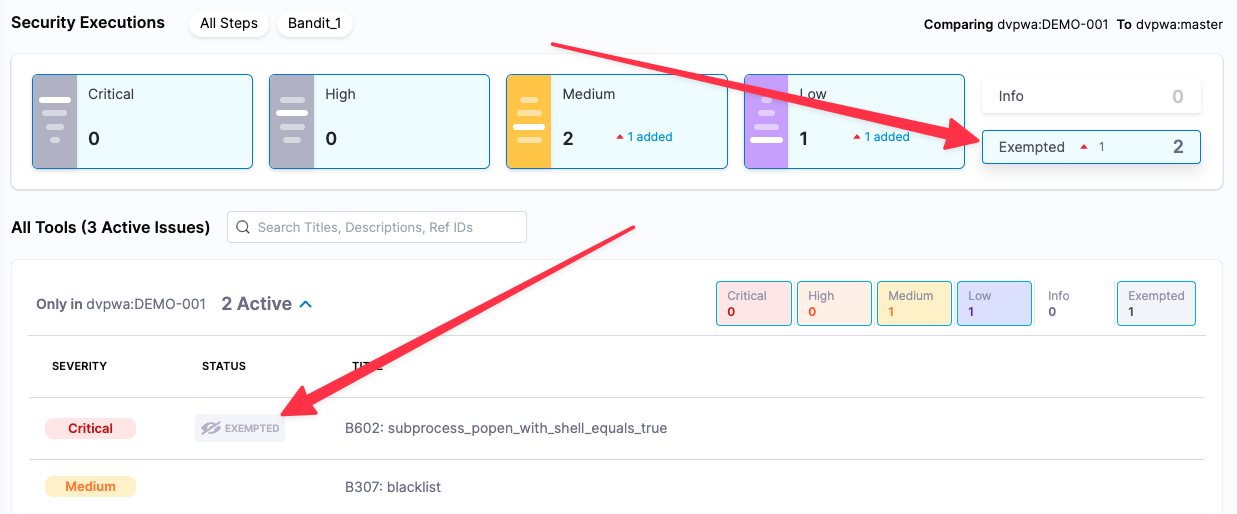 Security Executions All Steps Bandit_1 Comparing dvpwa:DEMO-001 To dvpwa:master
Critical
0
High
0
Medium
2 1 added
Low
1 1 added
Info 0
Exempted 1 2
All Tools (3 Active Issues) Search Titles, Descriptions, Ref IDs
Only in dvpwa:DEMO-001 2 Active
Critical
0
High
0
Medium
1
Low
1
Info
0
Exempted
1
SEVERITY STATUS TITLE
Critical EXEMPTED B602: subprocess_popen_with_shell_equals_true
Medium B307: blacklist